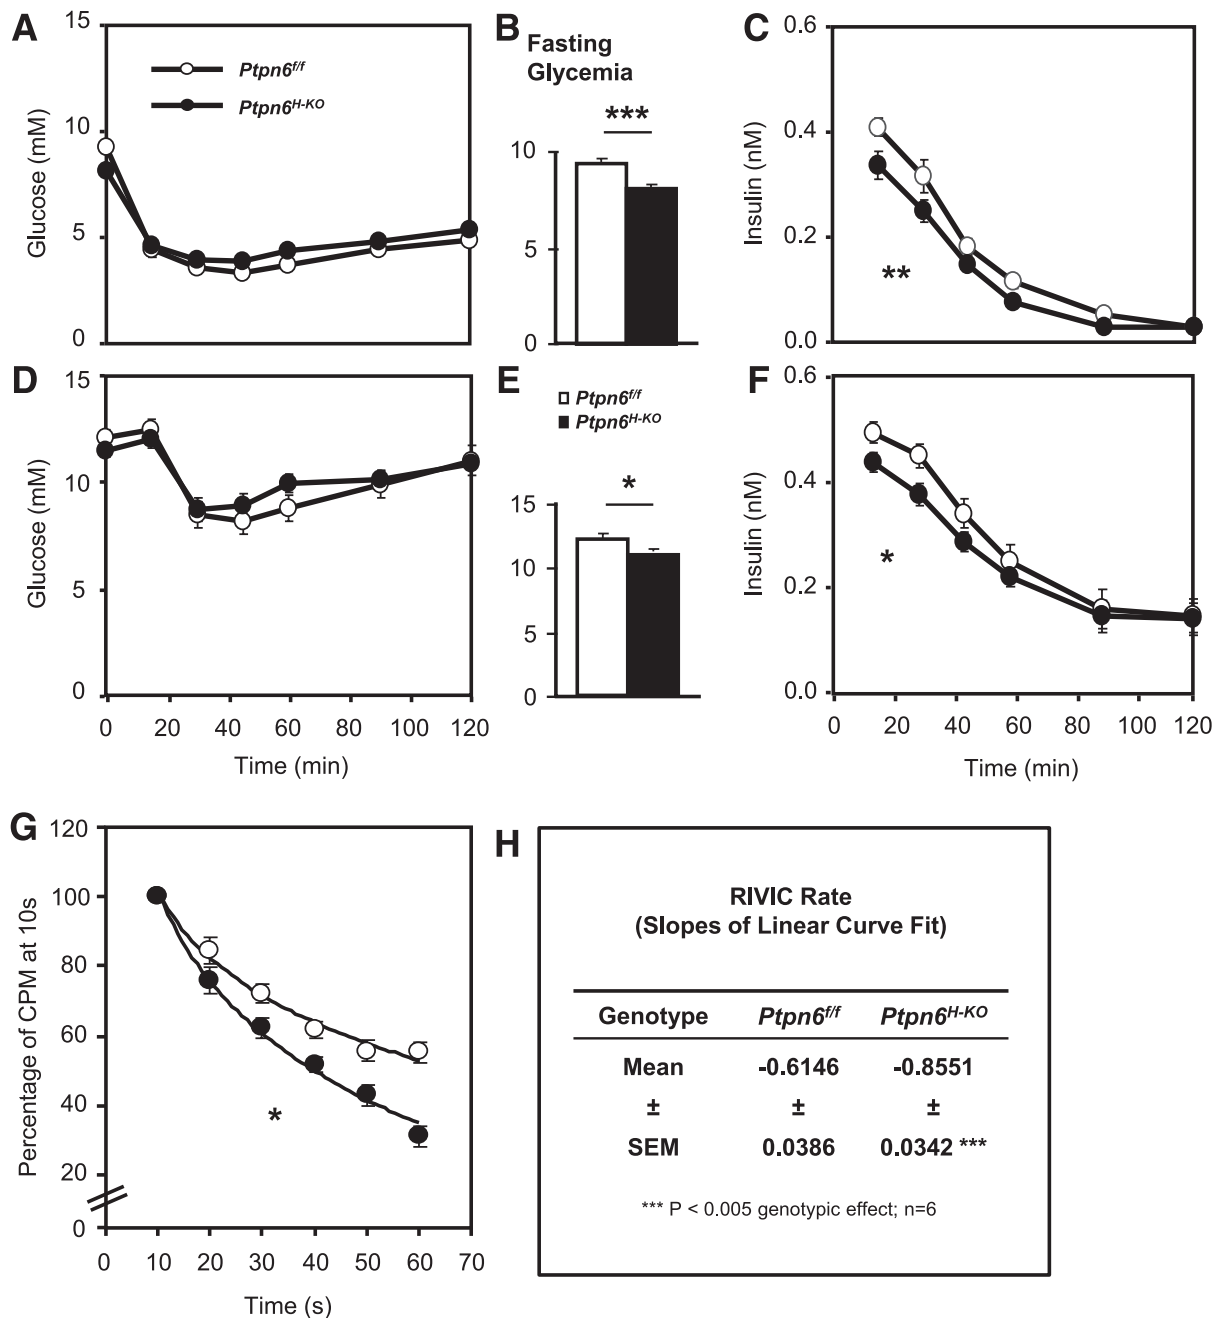 A
15
10
5
0
Glucose (mM)
Ptpn6f/f
Ptpn6H-KO
B
Fasting
Glycemia
***
10
5
0
C
0.6
0.4
0.2
0.0
Insulin (nM)
**
D
15
10
5
0
Glucose (mM)
0 20 40 60 80 100 120
Time (min)
E
Ptpn6f/f
Ptpn6H-KO
*
15
10
5
0
F
0.6
0.4
0.2
0.0
Insulin (nM)
*
0 20 40 60 80 100 120
Time (min)
G
120
100
80
60
40
20
0
Percentage of CPM at 10s
*
0 10 20 30 40 50 60 70
Time (s)
H
RIVIC Rate
(Slopes of Linear Curve Fit)
Genotype Ptpn6f/f Ptpn6H-KO
Mean -0.6146 -0.8551
± ± ±
SEM 0.0386 0.0342 ***
*** P < 0.005 genotypic effect; n=6